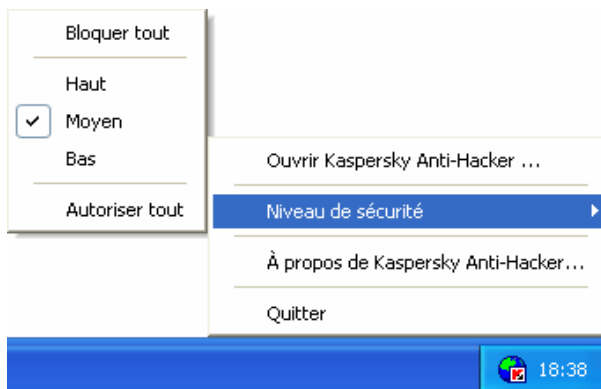 Bloquer tout
Haut
Moyen
Bas
Autoriser tout
Ouvrir Kaspersky Anti-Hacker ...
Niveau de sécurité
À propos de Kaspersky Anti-Hacker...
Quitter
18:38